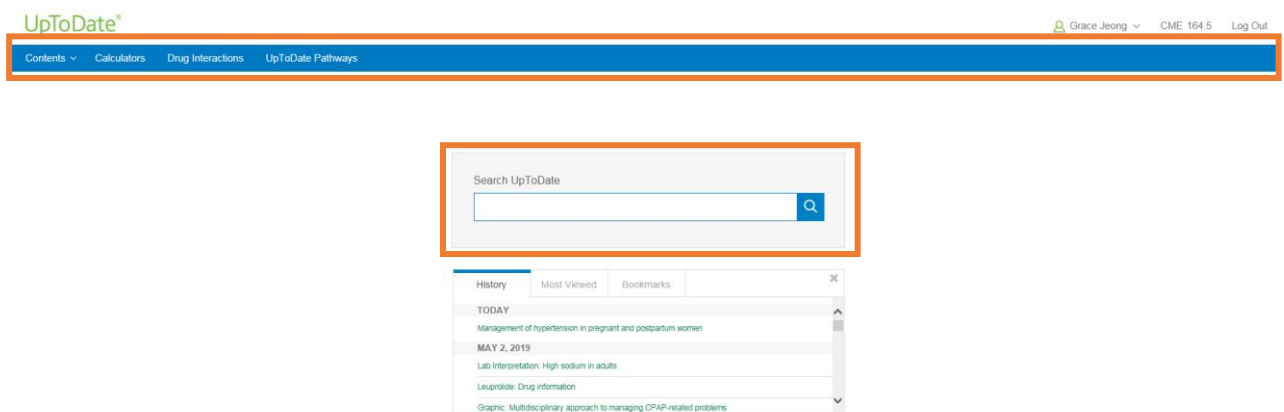 UpToDate®
Grace Jeong CME 164.5 Log Out
Contents Calculators Drug Interactions UpToDate Pathways
Search UpToDate
History Most Viewed Bookmarks
TODAY
Management of hypertension in pregnant and postpartum women
MAY 2, 2019
Lab Interpretation: High sodium in adults
Leuprolide: Drug information
Graphic: Multidisciplinary approach to managing CPAP-related problems